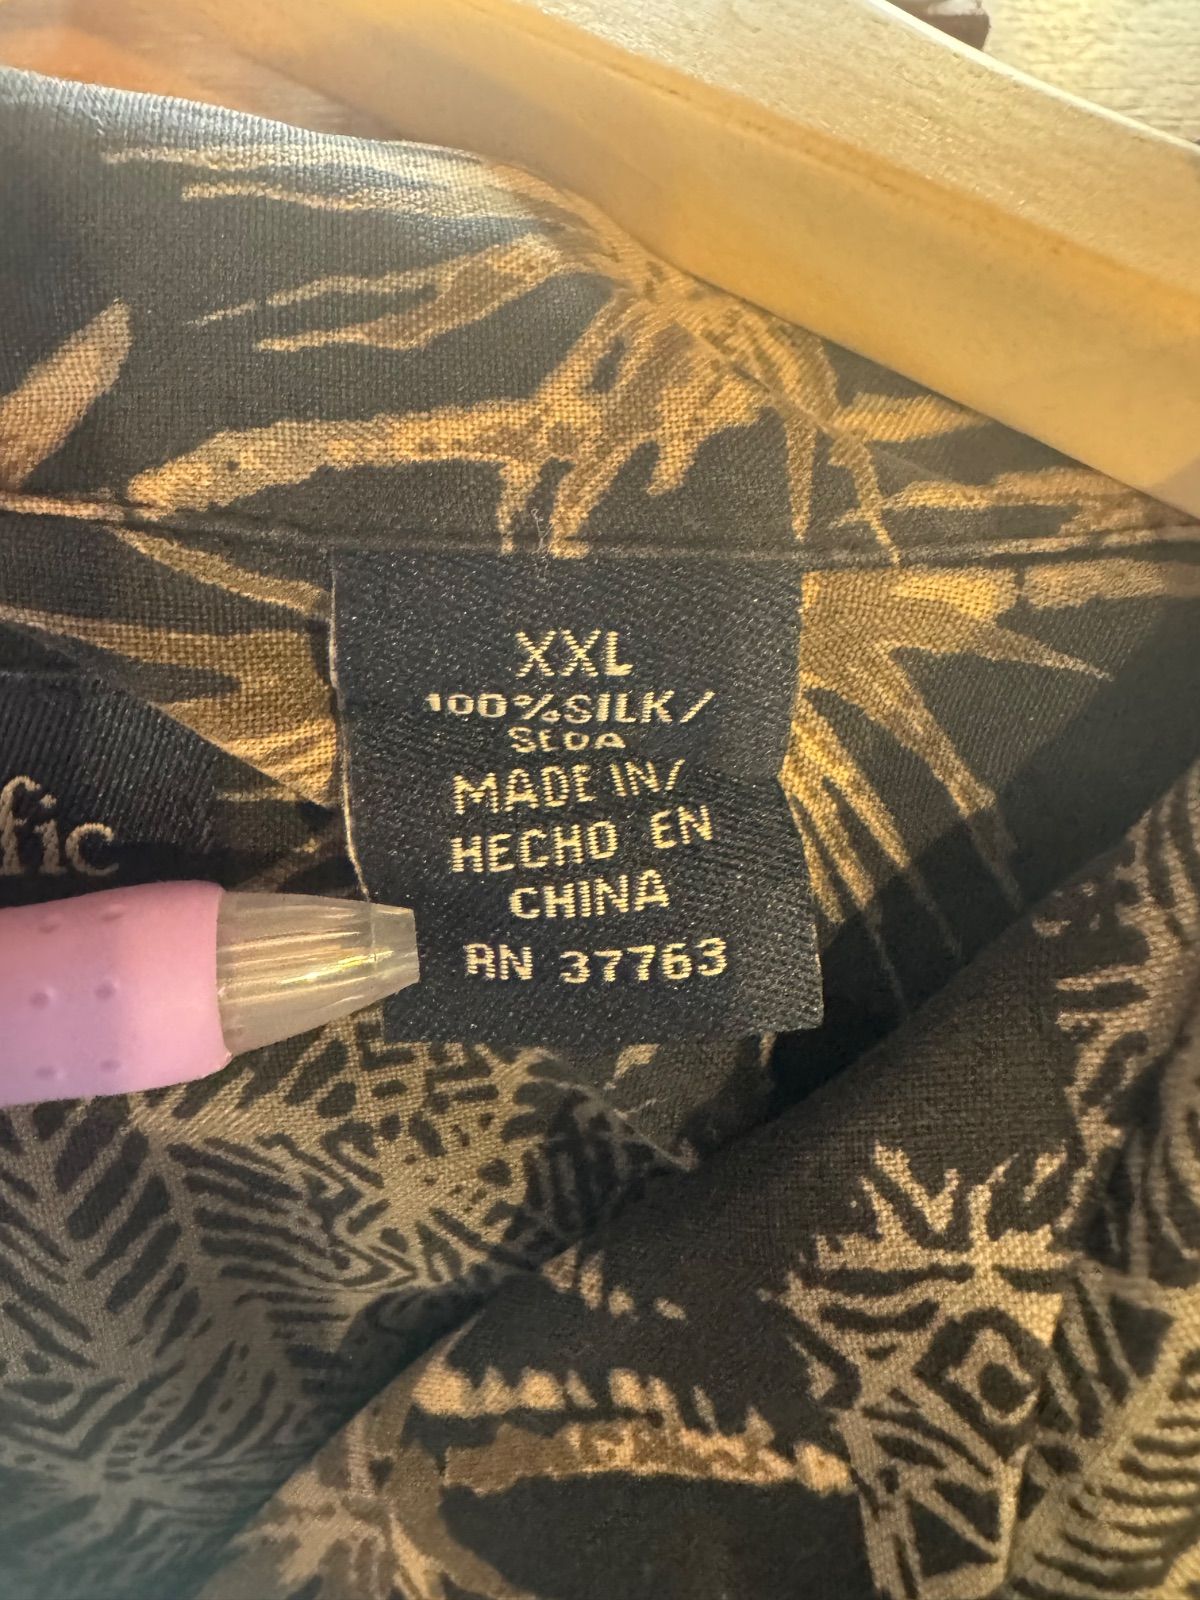 XXL
100%SILK/
SEDA
MADE IN/
HECHO EN
CHINA
RN 37763
fic